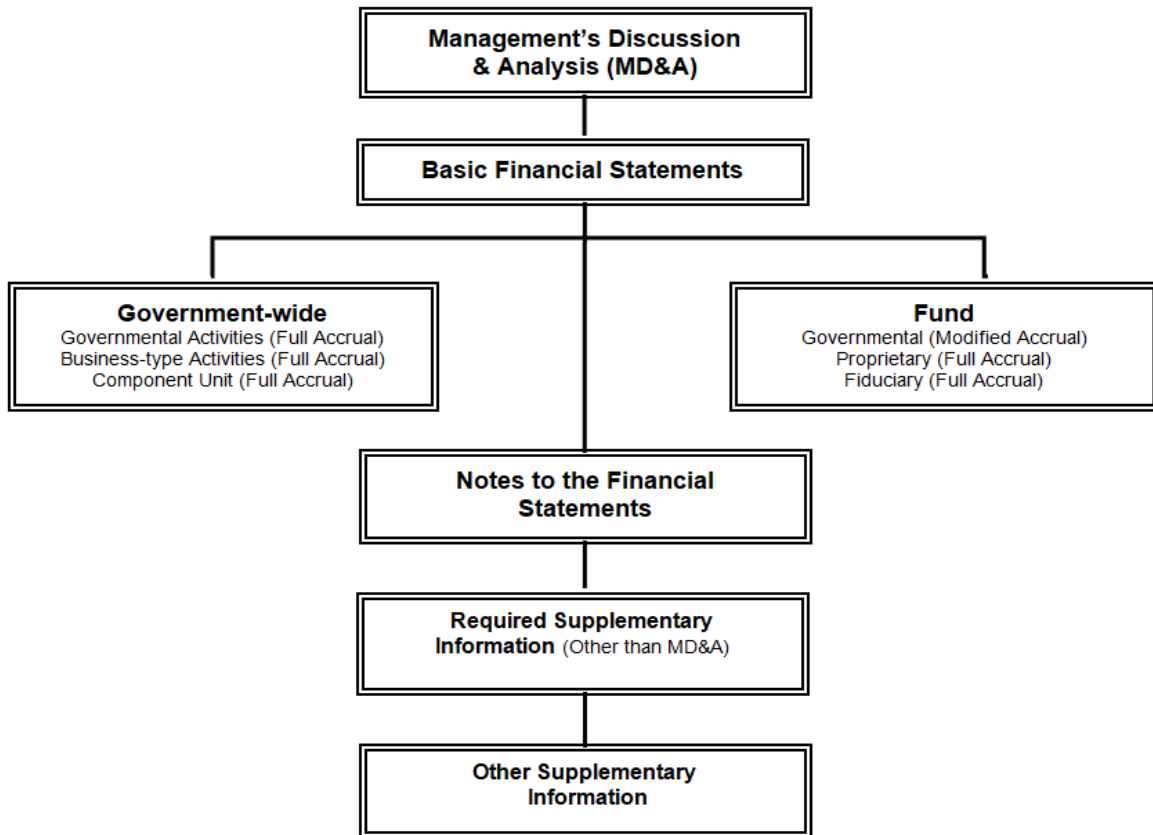 Management’s Discussion
& Analysis (MD&A)
Basic Financial Statements
Government-wide
Governmental Activities (Full Accrual)
Business-type Activities (Full Accrual)
Component Unit (Full Accrual)
Fund
Governmental (Modified Accrual)
Proprietary (Full Accrual)
Fiduciary (Full Accrual)
Notes to the Financial
Statements
Required Supplementary
Information (Other than MD&A)
Other Supplementary
Information